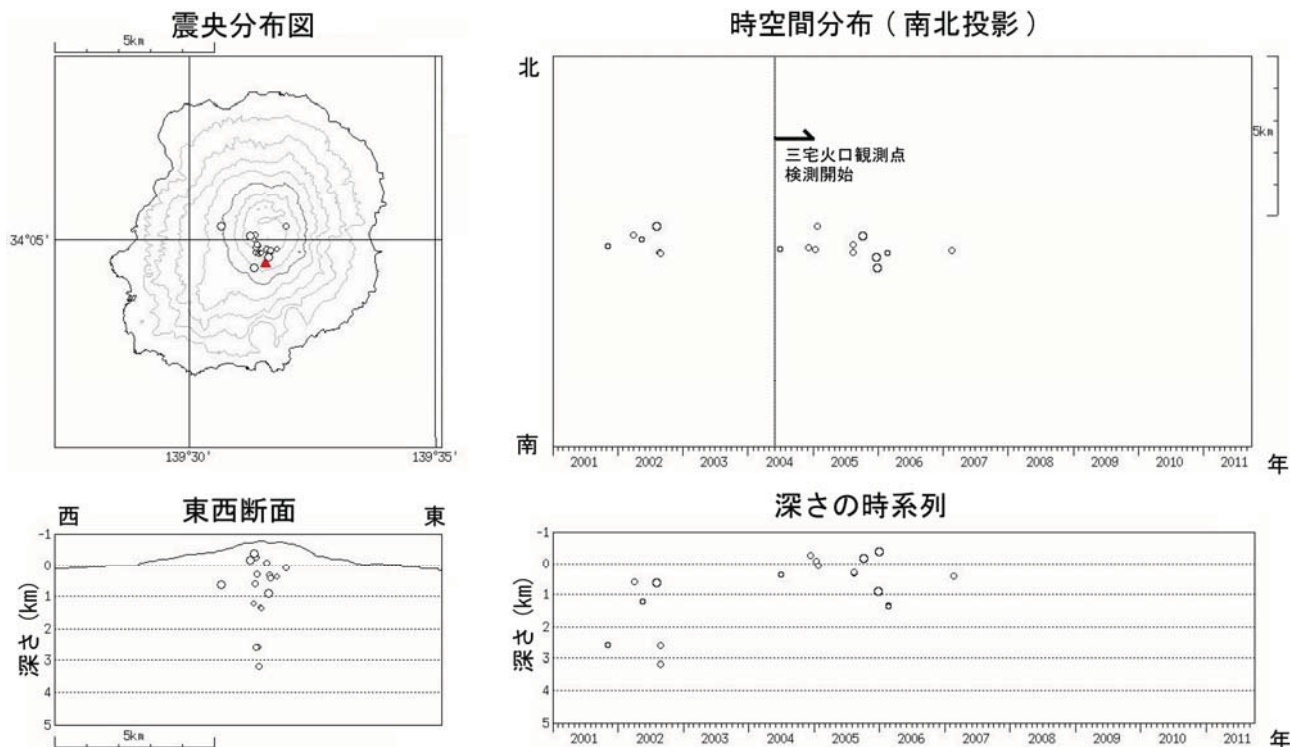 震央分布図
5km
34°05'
139°30'
139°35'
時空間分布（南北投影）
北
南
三宅火口観測点
検測開始
5km
2001 2002 2003 2004 2005 2006 2007 2008 2009 2010 2011 年
西 東西断面 東
深さ (km)
-1
0
1
2
3
4
5
5km
深さの時系列
深さ (km)
-1
0
1
2
3
4
5
2001 2002 2003 2004 2005 2006 2007 2008 2009 2010 2011 年